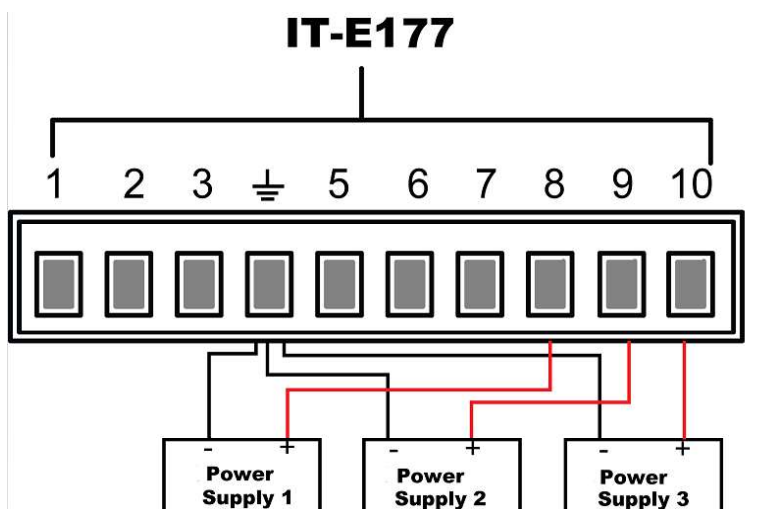 IT-E177
1 2 3 5 6 7 8 9 10
- + - + - +
Power Power Power
Supply 1 Supply 2 Supply 3